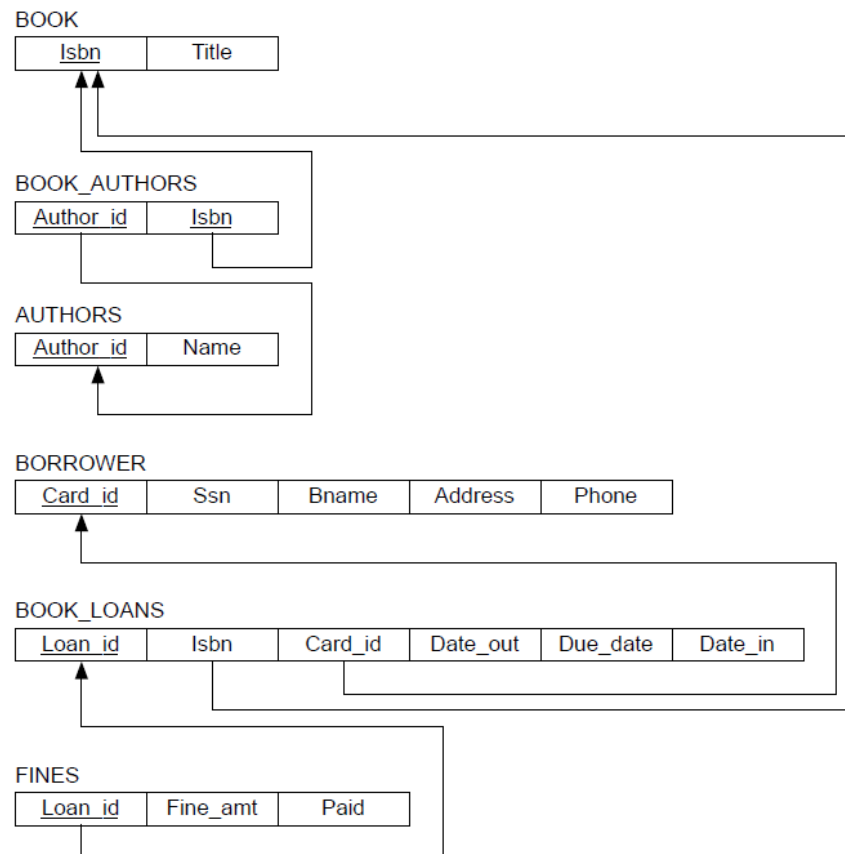 BOOK
Isbn Title
BOOK_AUTHORS
Author_id Isbn
AUTHORS
Author_id Name
BORROWER
Card_id Ssn Bname Address Phone
BOOK_LOANS
Loan_id Isbn Card_id Date_out Due_date Date_in
FINES
Loan_id Fine_amt Paid